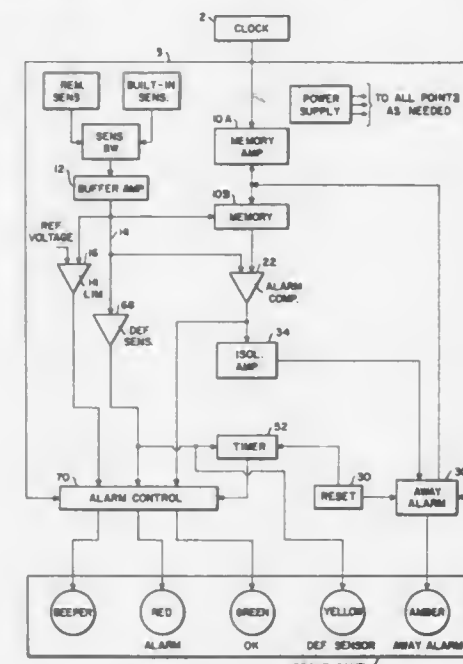 2
CLOCK
5
REM. SENS
BUILT-IN SENS.
POWER SUPPLY
TO ALL POINTS AS NEEDED
10A
MEMORY AMP
SENS SW
12
BUFFER AMP
10B
MEMORY
REF. VOLTAGE
14
16
HI LIM
22
ALARM COMP.
68
DEF SENS.
34
ISOL. AMP
52
TIMER
70
ALARM CONTROL
30
RESET
AWAY ALARM
BEEPER
RED
GREEN
YELLOW
AMBER
ALARM
OK
DEF SENSOR
AWAY ALARM